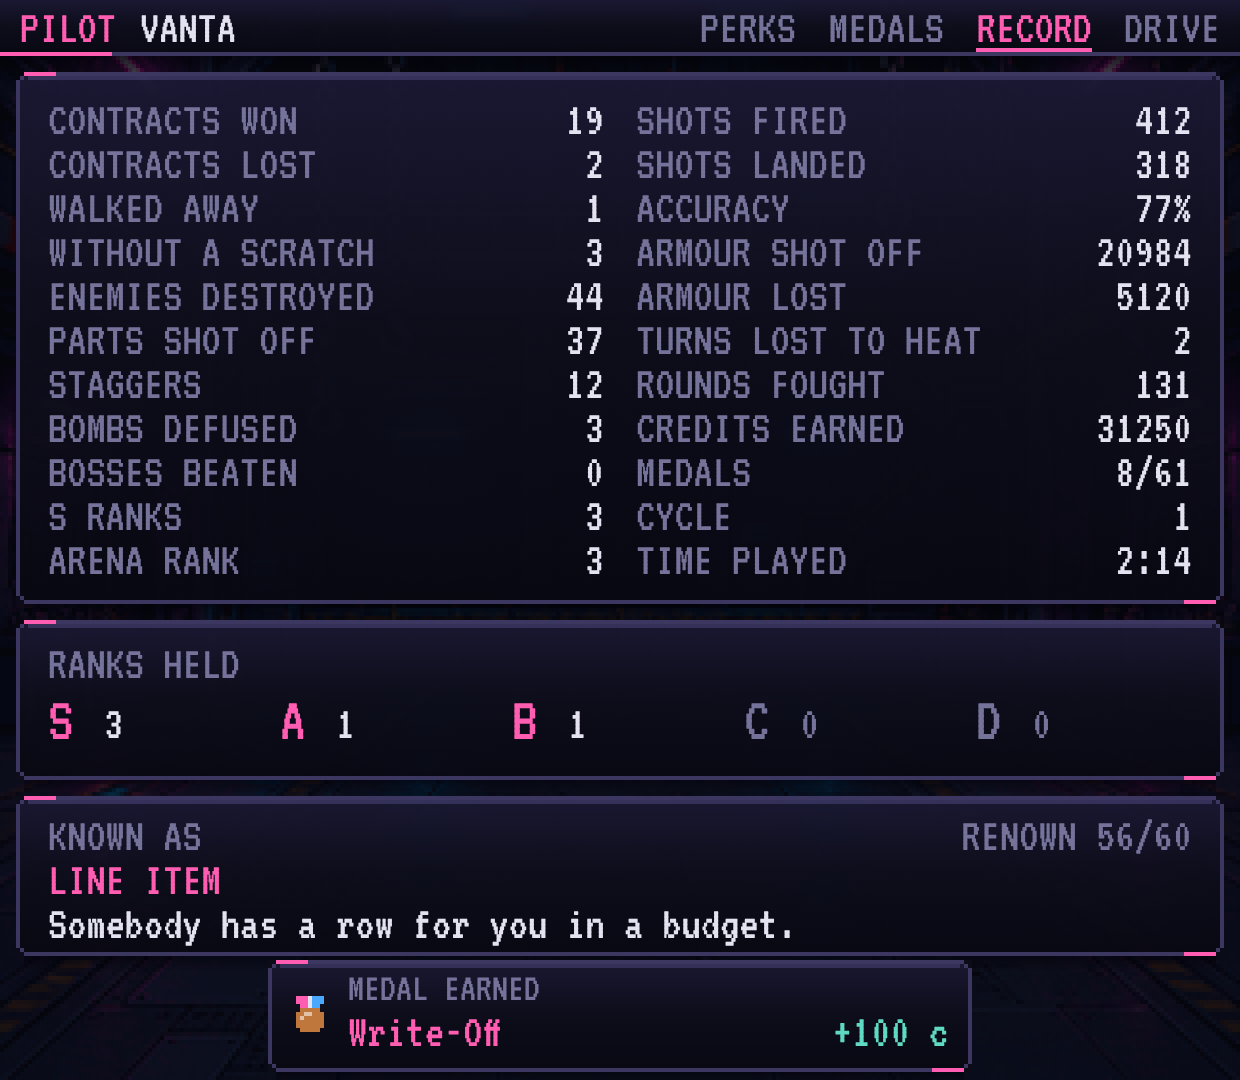 PILOT VANTA PERKS MEDALS RECORD DRIVE
CONTRACTS WON 19 SHOTS FIRED 412
CONTRACTS LOST 2 SHOTS LANDED 318
WALKED AWAY 1 ACCURACY 77%
WITHOUT A SCRATCH 3 ARMOUR SHOT OFF 20984
ENEMIES DESTROYED 44 ARMOUR LOST 5120
PARTS SHOT OFF 37 TURNS LOST TO HEAT 2
STAGGERS 12 ROUNDS FOUGHT 131
BOMBS DEFUSED 3 CREDITS EARNED 31250
BOSSES BEATEN 0 MEDALS 8/61
S RANKS 3 CYCLE 1
ARENA RANK 3 TIME PLAYED 2:14
RANKS HELD
S 3 A 1 B 1 C 0 D 0
KNOWN AS RENOWN 56/60
LINE ITEM
Somebody has a row for you in a budget.
MEDAL EARNED
Write-Off +100 c